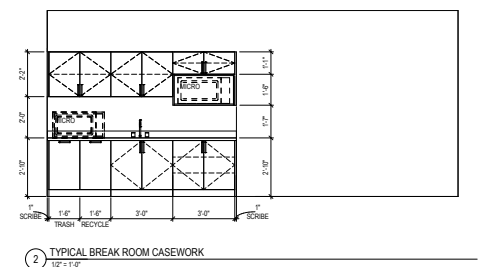 2'-2"
2'-0"
2'-10"
1'-1"
1'-6"
1'-7"
2'-10"
MICRO
MICRO
1"
SCRIBE
1'-6"
TRASH
1'-6"
RECYCLE
3'-0"
3'-0"
1"
SCRIBE
2
TYPICAL BREAK ROOM CASEWORK
1/2" = 1'-0"